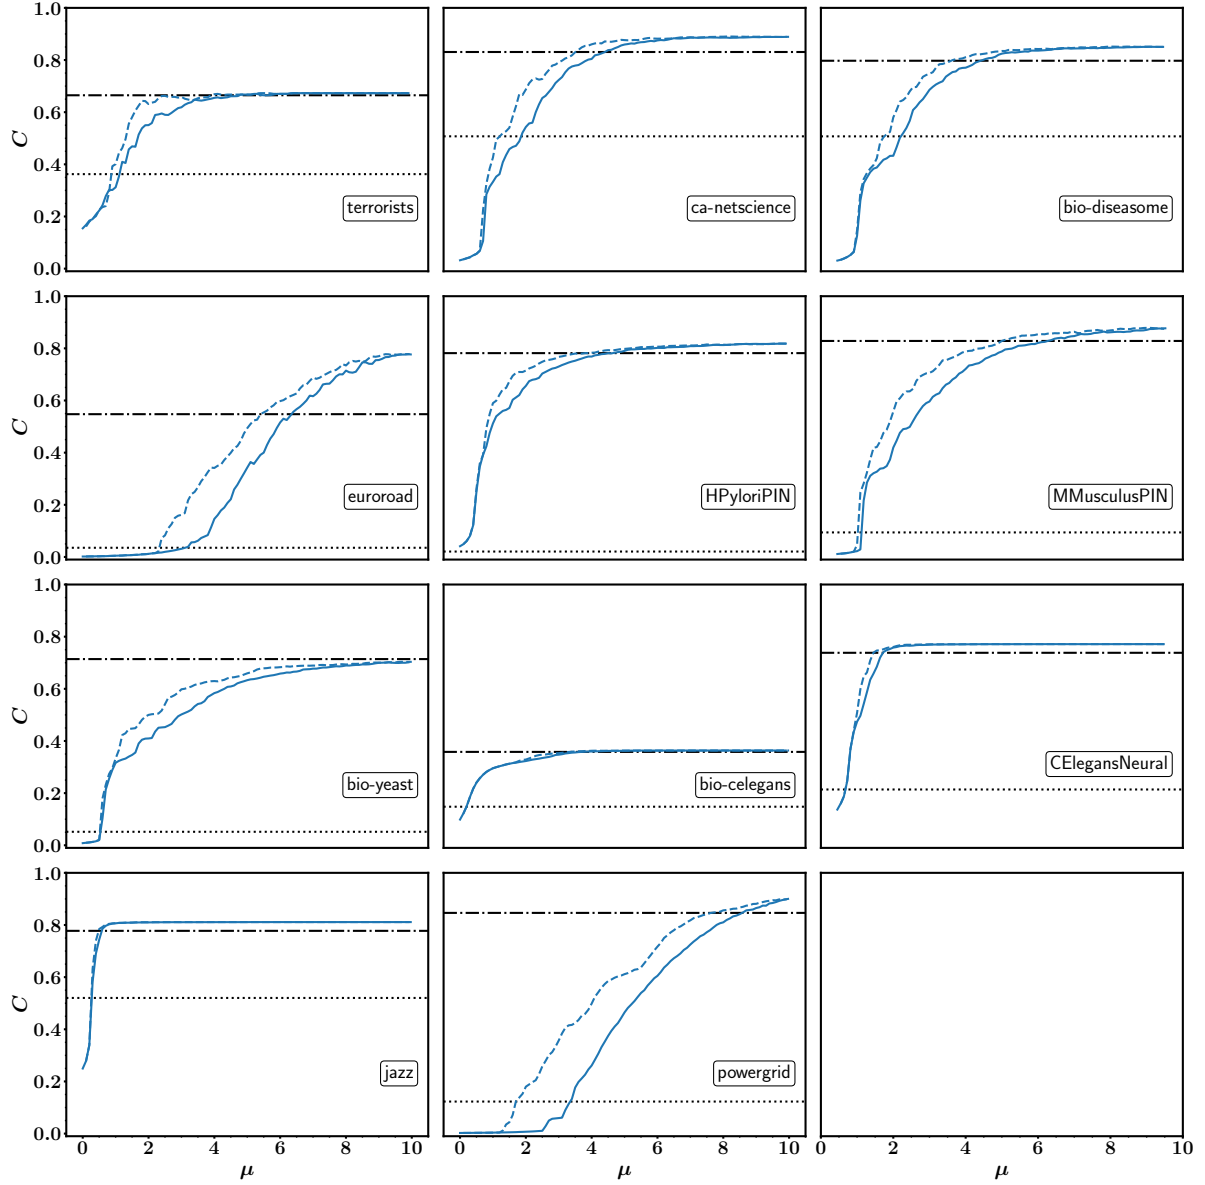 1.0
0.8
0.6
C
0.4
0.2
0.0
terrorists
ca-netscience
bio-diseasome
1.0
0.8
0.6
C
0.4
0.2
0.0
euroroad
HPyloriPIN
MMusculusPIN
1.0
0.8
0.6
C
0.4
0.2
0.0
bio-yeast
bio-celegans
CElegansNeural
1.0
0.8
0.6
C
0.4
0.2
0.0
jazz
powergrid
0 2 4 6 8 10
0 2 4 6 8 10
0 2 4 6 8 10
μ
μ
μ